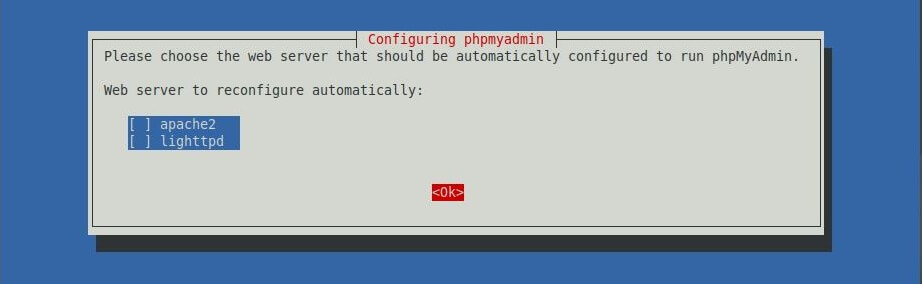 Configuring phpmyadmin
Please choose the web server that should be automatically configured to run phpMyAdmin.
Web server to reconfigure automatically:
[ ] apache2
[ ] lighttpd
<Ok>